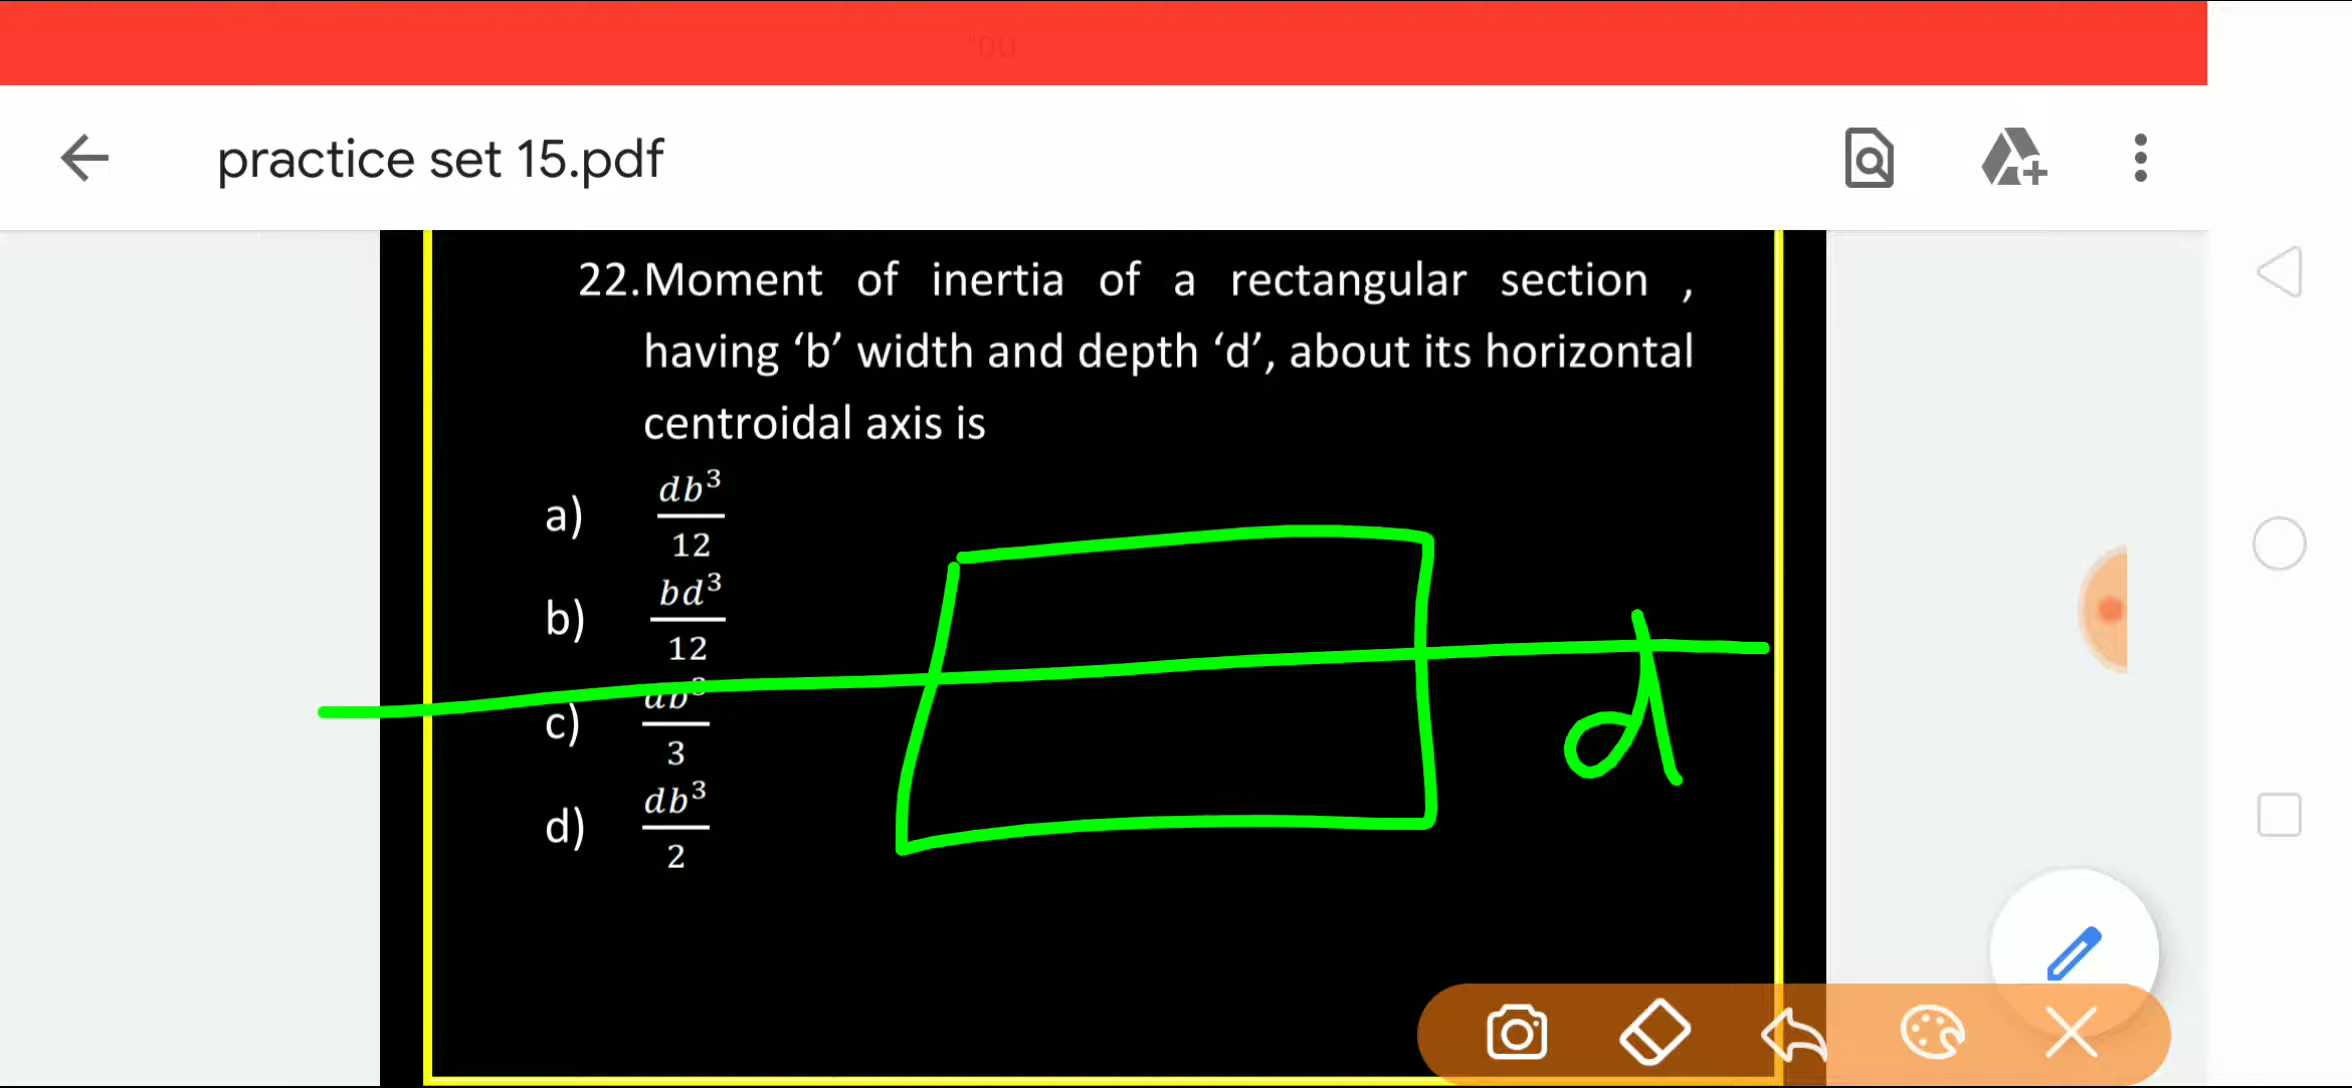 practice set 15.pdf
22.Moment of inertia of a rectangular section ,
having ‘b’ width and depth ‘d’, about its horizontal
centroidal axis is
a) db³/12
b) bd³/12
c) db³/3
d) db³/2
d